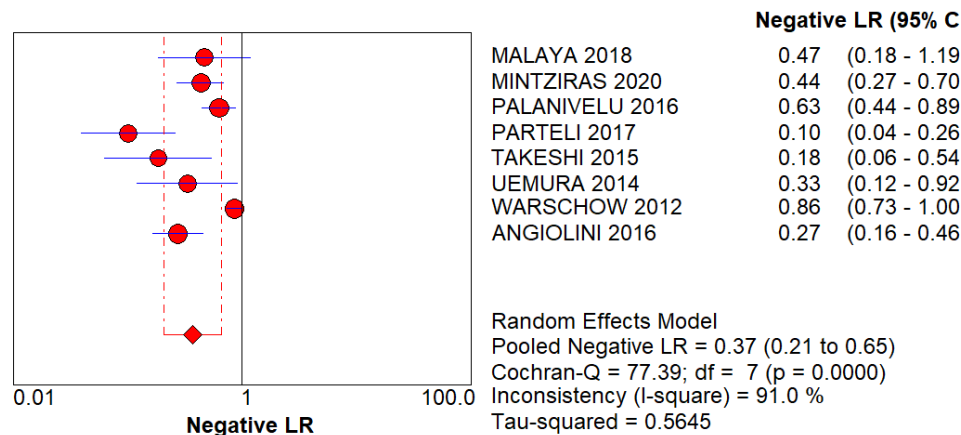 Negative LR (95% C
MALAYA 2018 0.47 (0.18 - 1.19
MINTZIRAS 2020 0.44 (0.27 - 0.70
PALANIVELU 2016 0.63 (0.44 - 0.89
PARTELI 2017 0.10 (0.04 - 0.26
TAKESHI 2015 0.18 (0.06 - 0.54
UEMURA 2014 0.33 (0.12 - 0.92
WARSCHOW 2012 0.86 (0.73 - 1.00
ANGIOLINI 2016 0.27 (0.16 - 0.46
Random Effects Model
Pooled Negative LR = 0.37 (0.21 to 0.65)
Cochran-Q = 77.39; df = 7 (p = 0.0000)
Inconsistency (I-square) = 91.0 %
Tau-squared = 0.5645
0.01 1 100.0
Negative LR